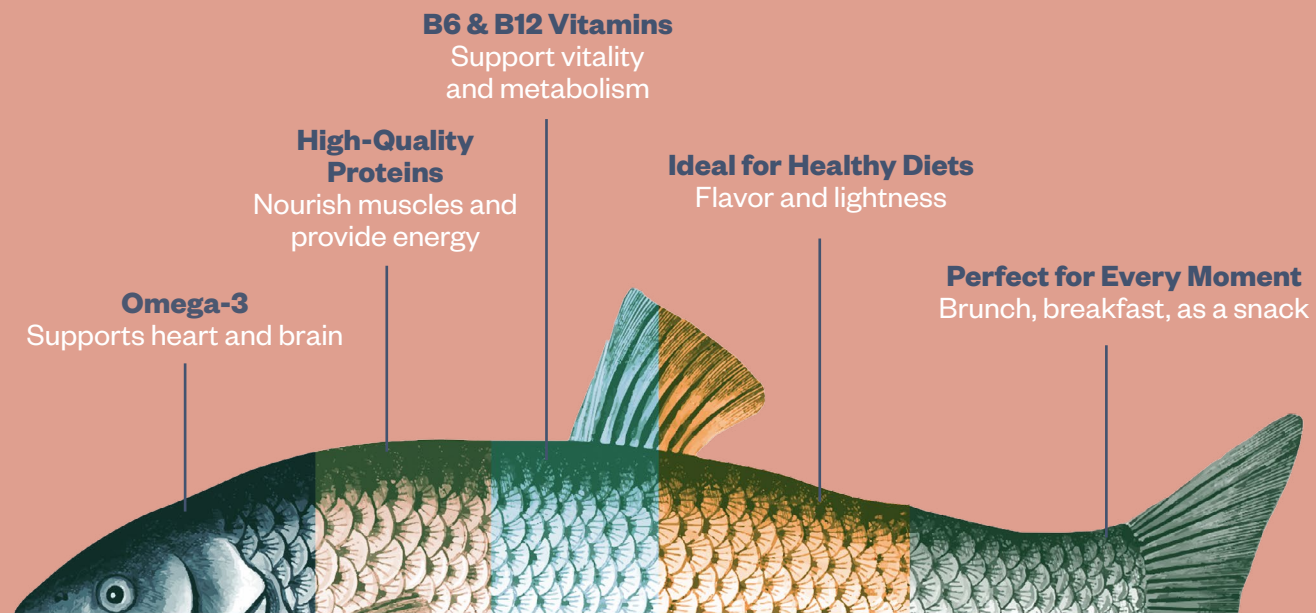 B6 & B12 Vitamins
Support vitality
and metabolism
High-Quality
Proteins
Nourish muscles and
provide energy
Ideal for Healthy Diets
Flavor and lightness
Omega-3
Supports heart and brain
Perfect for Every Moment
Brunch, breakfast, as a snack